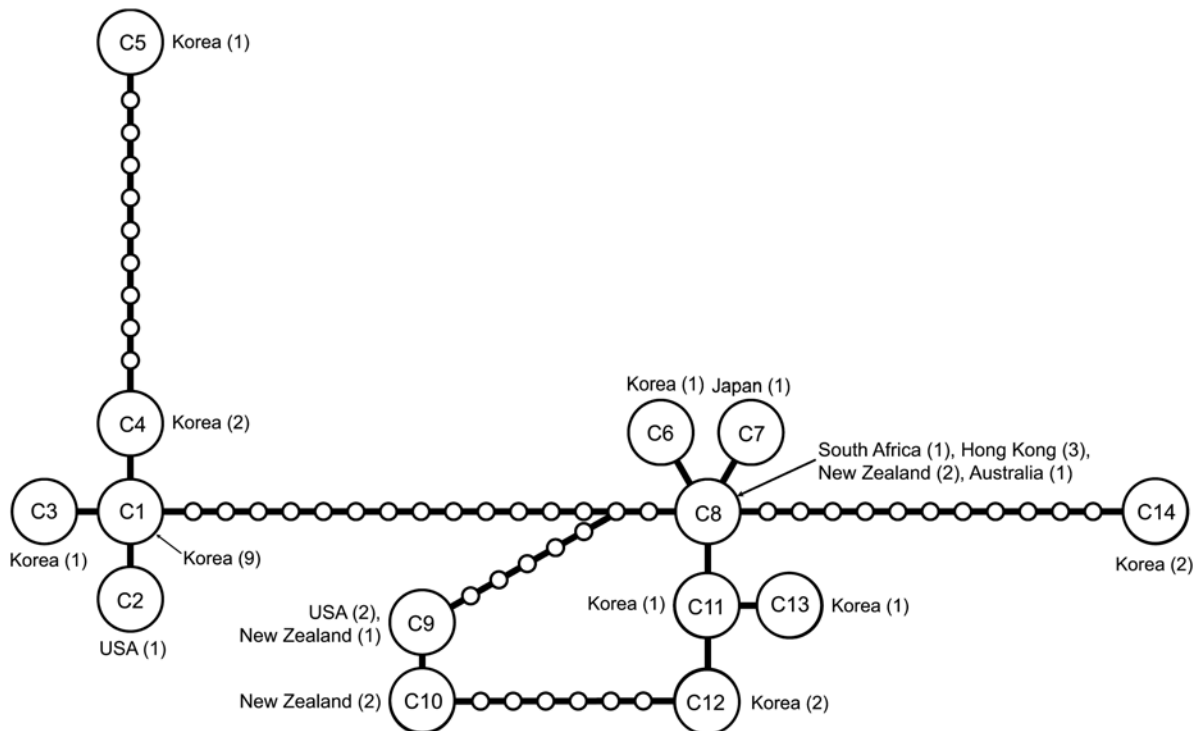 C5 Korea (1)
C4 Korea (2)
Korea (1) Japan (1)
C6 C7
South Africa (1), Hong Kong (3),
New Zealand (2), Australia (1)
C3 C1 C8 C14
Korea (1) Korea (9) Korea (2)
C2
USA (1)
Korea (1) C11 C13 Korea (1)
USA (2),
New Zealand (1) C9
New Zealand (2) C10 C12 Korea (2)